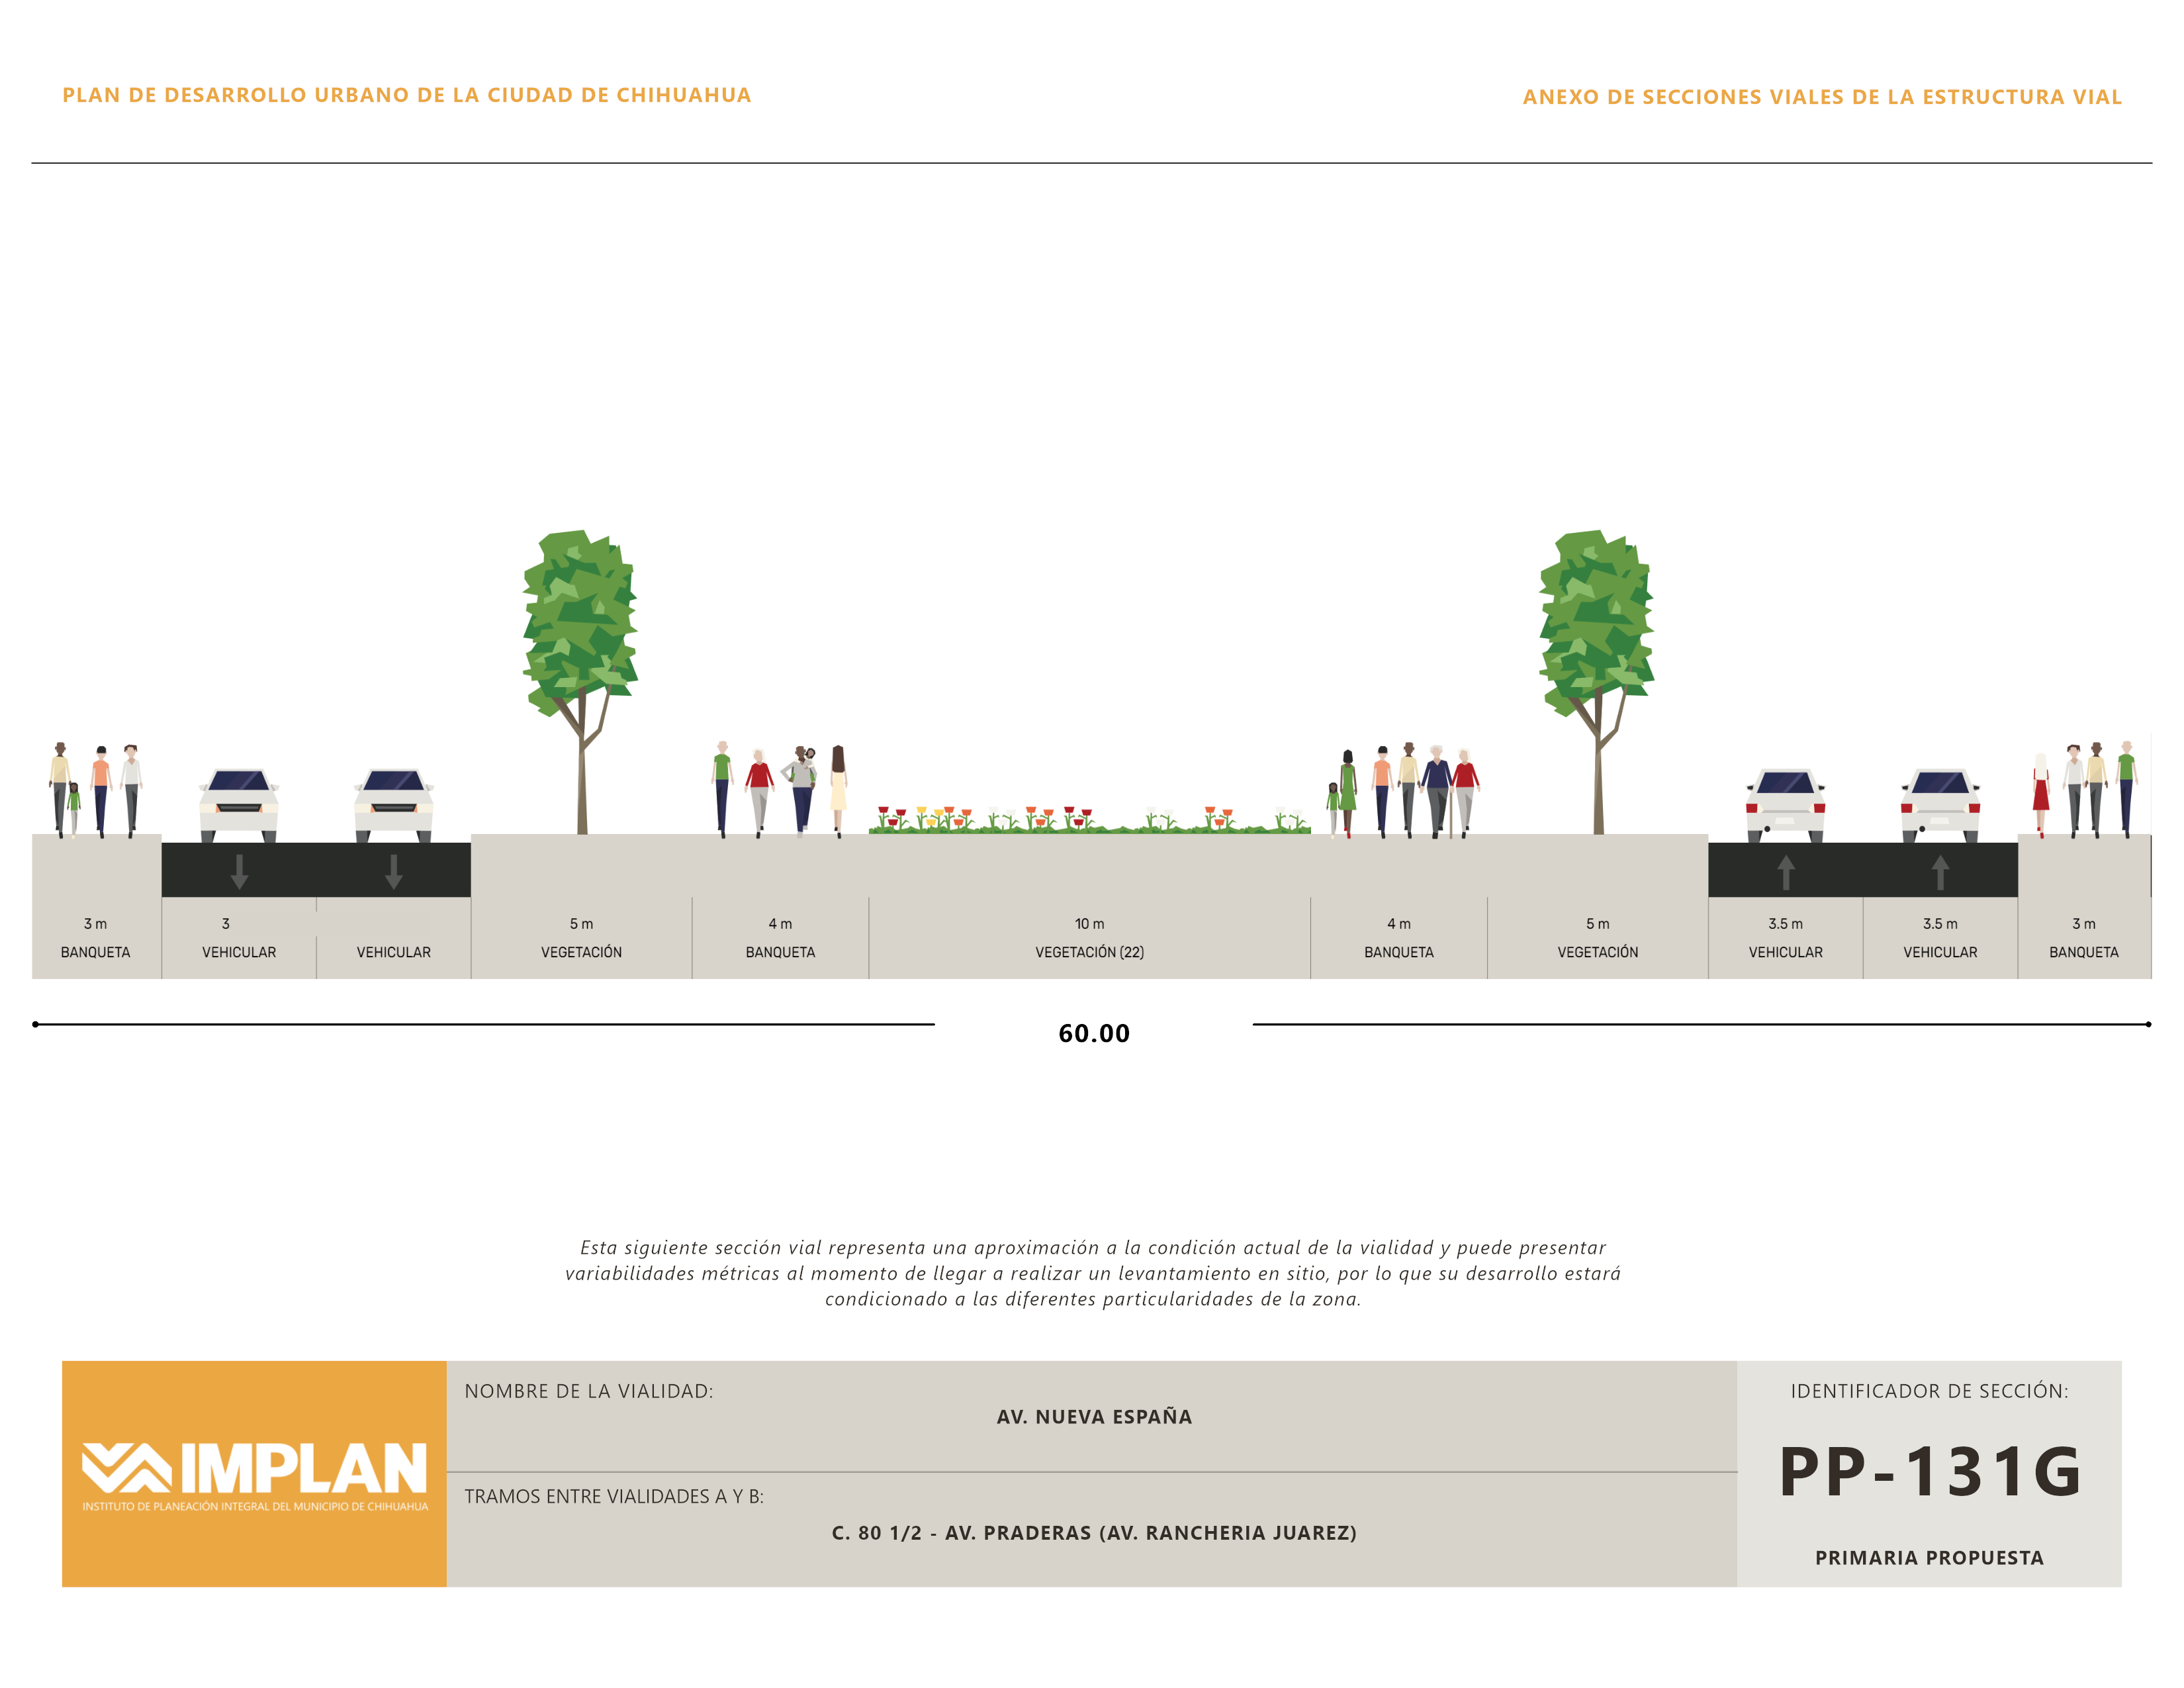 PLAN DE DESARROLLO URBANO DE LA CIUDAD DE CHIHUAHUA
ANEXO DE SECCIONES VIALES DE LA ESTRUCTURA VIAL
3 m
BANQUETA
3
VEHICULAR
VEHICULAR
5 m
VEGETACIÓN
4 m
BANQUETA
10 m
VEGETACIÓN (22)
4 m
BANQUETA
5 m
VEGETACIÓN
3.5 m
VEHICULAR
3.5 m
VEHICULAR
3 m
BANQUETA
60.00
Esta siguiente sección vial representa una aproximación a la condición actual de la vialidad y puede presentar
variabilidades métricas al momento de llegar a realizar un levantamiento en sitio, por lo que su desarrollo estará
condicionado a las diferentes particularidades de la zona.
IMPLAN
INSTITUTO DE PLANEACIÓN INTEGRAL DEL MUNICIPIO DE CHIHUAHUA
NOMBRE DE LA VIALIDAD:
AV. NUEVA ESPAÑA
TRAMOS ENTRE VIALIDADES A Y B:
C. 80 1/2 - AV. PRADERAS (AV. RANCHERIA JUAREZ)
IDENTIFICADOR DE SECCIÓN:
PP-131G
PRIMARIA PROPUESTA